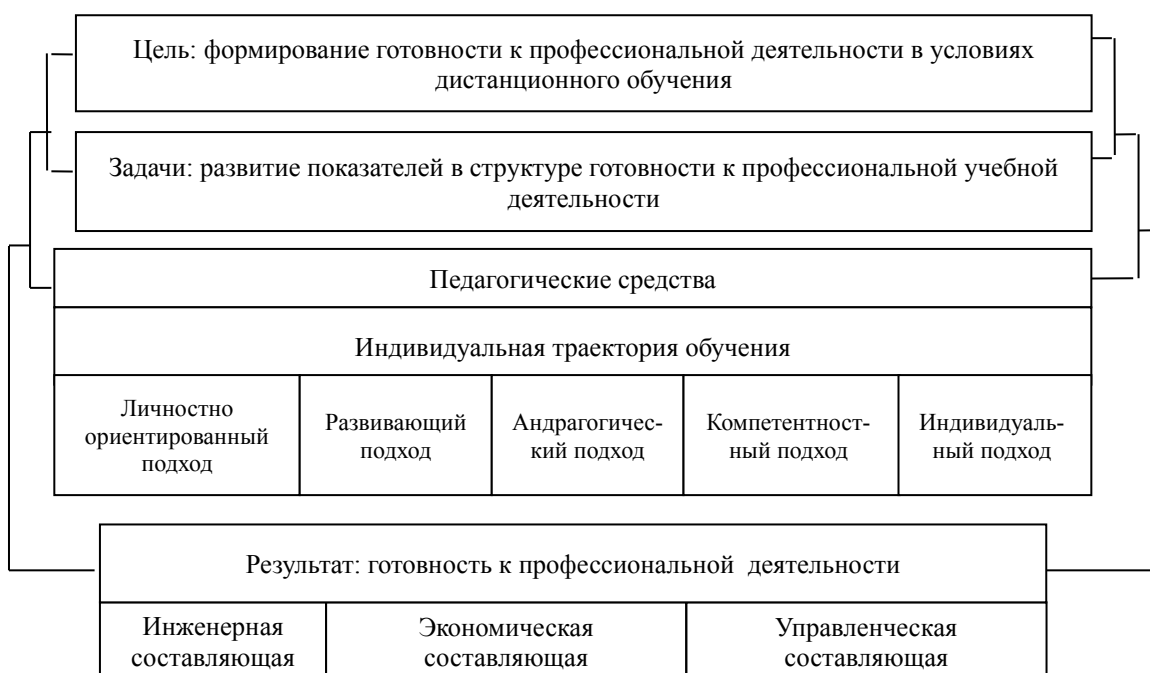 Цель: формирование готовности к профессиональной деятельности в условиях
дистанционного обучения
Задачи: развитие показателей в структуре готовности к профессиональной учебной
деятельности
Педагогические средства
Индивидуальная траектория обучения
Личностно
ориентированный
подход
Развивающий
подход
Андрагогичес-
кий подход
Компетентност-
ный подход
Индивидуаль-
ный подход
Результат: готовность к профессиональной деятельности
Инженерная
составляющая
Экономическая
составляющая
Управленческая
составляющая